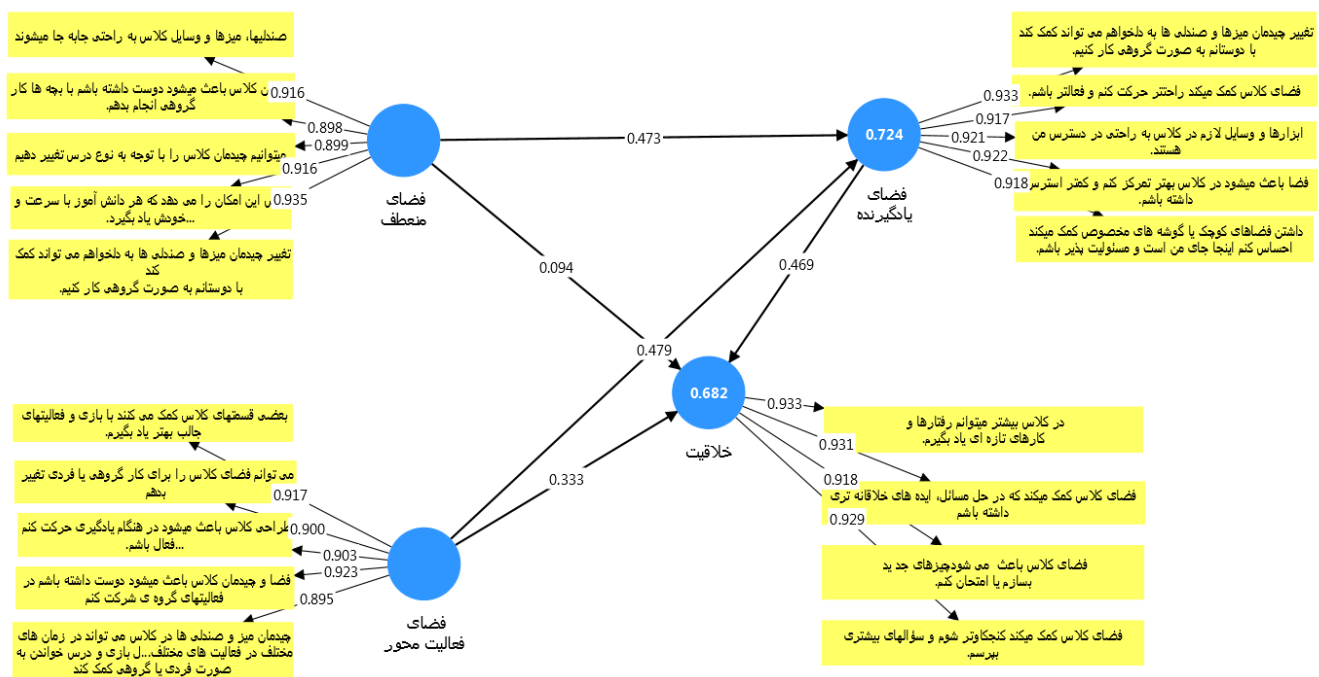 صندلیها، میزها و وسایل کلاس به راحتی جابه جا میشوند
ن کلاس باعث میشود دوست داشته باشم با بچه ها کار
گروهی انجام بدهم.
میتوانیم چیدمان کلاس را با توجه به نوع درس تغییر دهیم
س این امکان را می دهد که هر دانش آموز با سرعت و
خودش یاد بگیرد...
تغییر چیدمان میزها و صندلی ها به دلخواهم می تواند کمک
کند
با دوستانم به صورت گروهی کار کنیم.
0.916
0.898
0.899
0.916
0.935
فضای
منعطف
0.473
0.094
0.479
0.469
0.333
0.724
فضای
یادگیرنده
0.933
0.917
0.921
0.922
0.918
تغییر چیدمان میزها و صندلی ها به دلخواهم می تواند کمک کند
با دوستانم به صورت گروهی کار کنیم.
فضای کلاس کمک میکند راحتتر حرکت کنم و فعالتر باشم.
ابزارها و وسایل لازم در کلاس به راحتی در دسترس من
هستند.
فضا باعث میشود در کلاس بهتر تمرکز کنم و کمتر استرس
داشته باشم.
داشتن فضاهای کوچک یا گوشه های مخصوص کمک میکند
احساس کنم اینجا جای من است و مسئولیت پذیر باشم.
0.682
خلاقیت
0.933
0.931
0.918
0.929
در کلاس بیشتر میتوانم رفتارها و
کارهای تازه ای یاد بگیرم.
فضای کلاس کمک میکند که در حل مسائل، ایده های خلاقانه تری
داشته باشم
فضای کلاس باعث می شودچیزهای جد ید
بسازم یا امتحان کنم.
فضای کلاس کمک میکند کنجکاوتر شوم و سؤالهای بیشتری
بپرسم.
بعضی قسمتهای کلاس کمک می کنند با بازی و فعالیتهای
جالب بهتر یاد بگیرم.
می توانم فضای کلاس را برای کار گروهی یا فردی تغییر
بدهم
طراحی کلاس باعث میشود در هنگام یادگیری حرکت کنم
فعال باشم...
فضا و چیدمان کلاس باعث میشود دوست داشته باشم در
فعالیتهای گروه ی شرکت کنم
چیدمان میز و صندلی ها در کلاس می تواند در زمان های
مختلف در فعالیت های مختلف...ل بازی و درس خواندن به
صورت فردی یا گروهی کمک کند
0.917
0.900
0.903
0.923
0.895
فضای
فعالیت محور